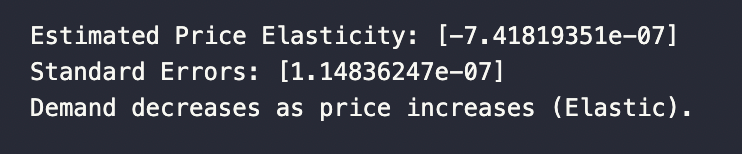 Estimated Price Elasticity: [-7.41819351e-07]
Standard Errors: [1.14836247e-07]
Demand decreases as price increases (Elastic).